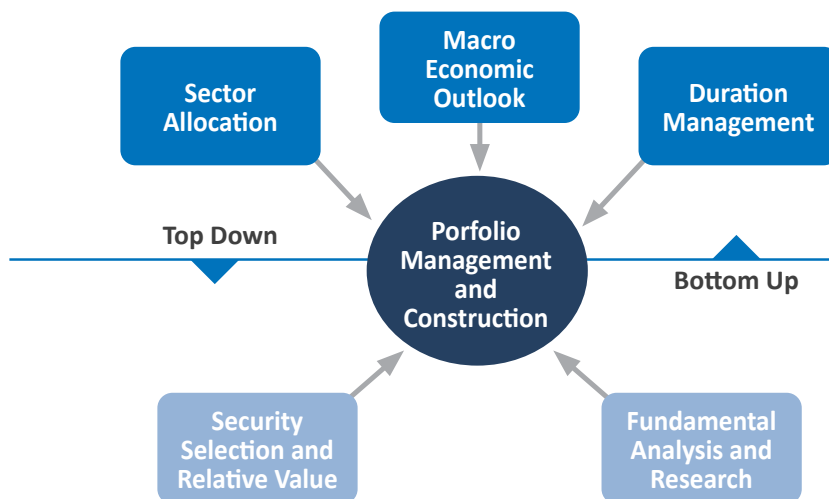 Macro
Economic
Outlook
Sector
Allocation
Duration
Management
Top Down
Porfolio
Management
and
Construction
Bottom Up
Security
Selection and
Relative Value
Fundamental
Analysis and
Research